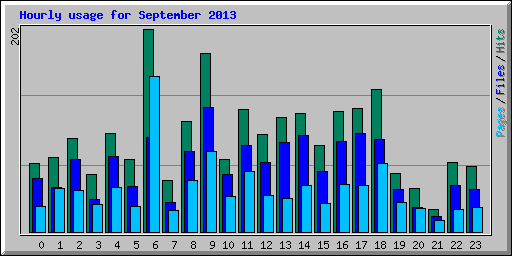 Hourly usage for September 2013
202
Pages / Files / Hits
0 1 2 3 4 5 6 7 8 9 10 11 12 13 14 15 16 17 18 19 20 21 22 23